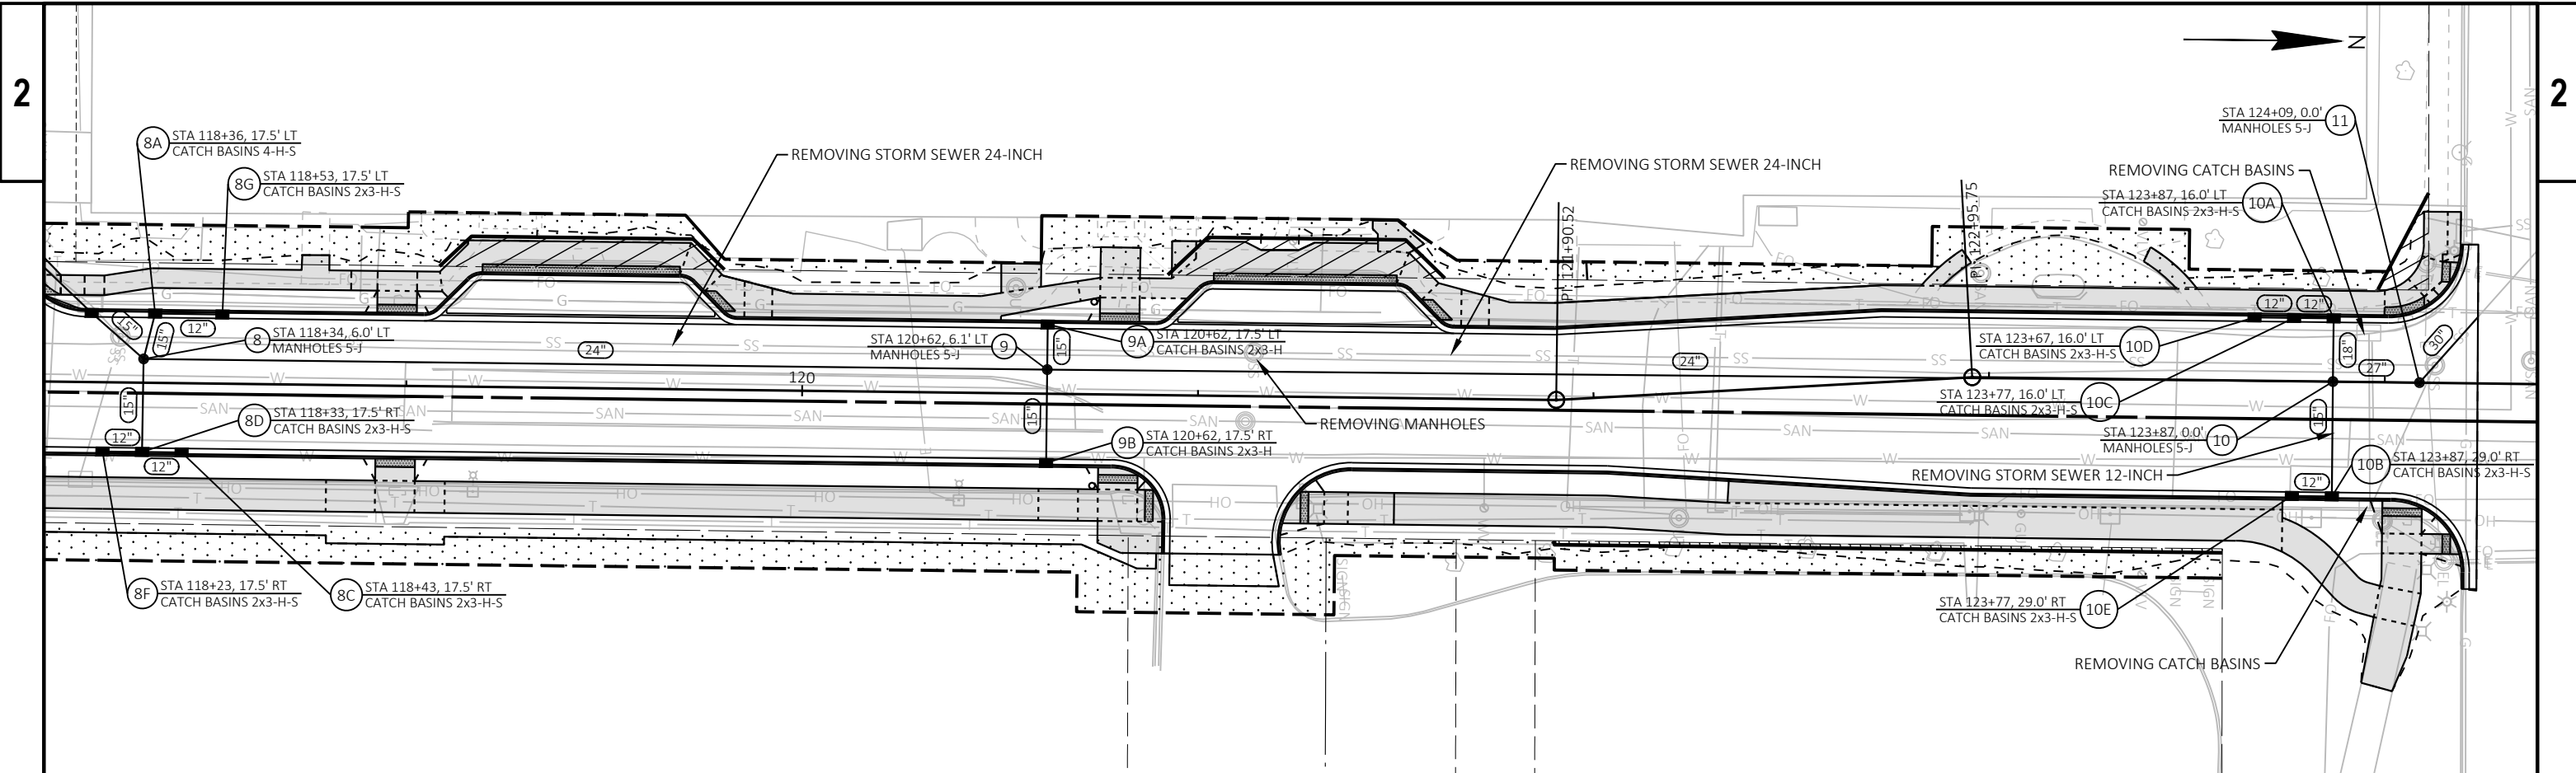 2
2
N
8A
STA 118+36, 17.5' LT
CATCH BASINS 4-H-S
8G
STA 118+53, 17.5' LT
CATCH BASINS 2x3-H-S
REMOVING STORM SEWER 24-INCH
REMOVING STORM SEWER 24-INCH
STA 124+09, 0.0'
MANHOLES 5-J
11
REMOVING CATCH BASINS
STA 123+87, 16.0' LT
CATCH BASINS 2x3-H-S
10A
PI 121+90.52
PI 122+95.75
15"
15"
12"
8
STA 118+34, 6.0' LT
MANHOLES 5-J
24"
STA 120+62, 6.1' LT
MANHOLES 5-J
9
15"
9A
STA 120+62, 17.5' LT
CATCH BASINS 2x3-H
24"
STA 123+67, 16.0' LT
CATCH BASINS 2x3-H-S
10D
12"
12"
18"
27"
30"
120
STA 123+77, 16.0' LT
CATCH BASINS 2x3-H-S
10C
15"
12"
12"
8D
STA 118+33, 17.5' RT
CATCH BASINS 2x3-H-S
15"
REMOVING MANHOLES
9B
STA 120+62, 17.5' RT
CATCH BASINS 2x3-H
STA 123+87, 0.0'
MANHOLES 5-J
10
15"
REMOVING STORM SEWER 12-INCH
12"
10B
STA 123+87, 29.0' RT
CATCH BASINS 2x3-H-S
8F
STA 118+23, 17.5' RT
CATCH BASINS 2x3-H-S
8C
STA 118+43, 17.5' RT
CATCH BASINS 2x3-H-S
STA 123+77, 29.0' RT
CATCH BASINS 2x3-H-S
10E
REMOVING CATCH BASINS